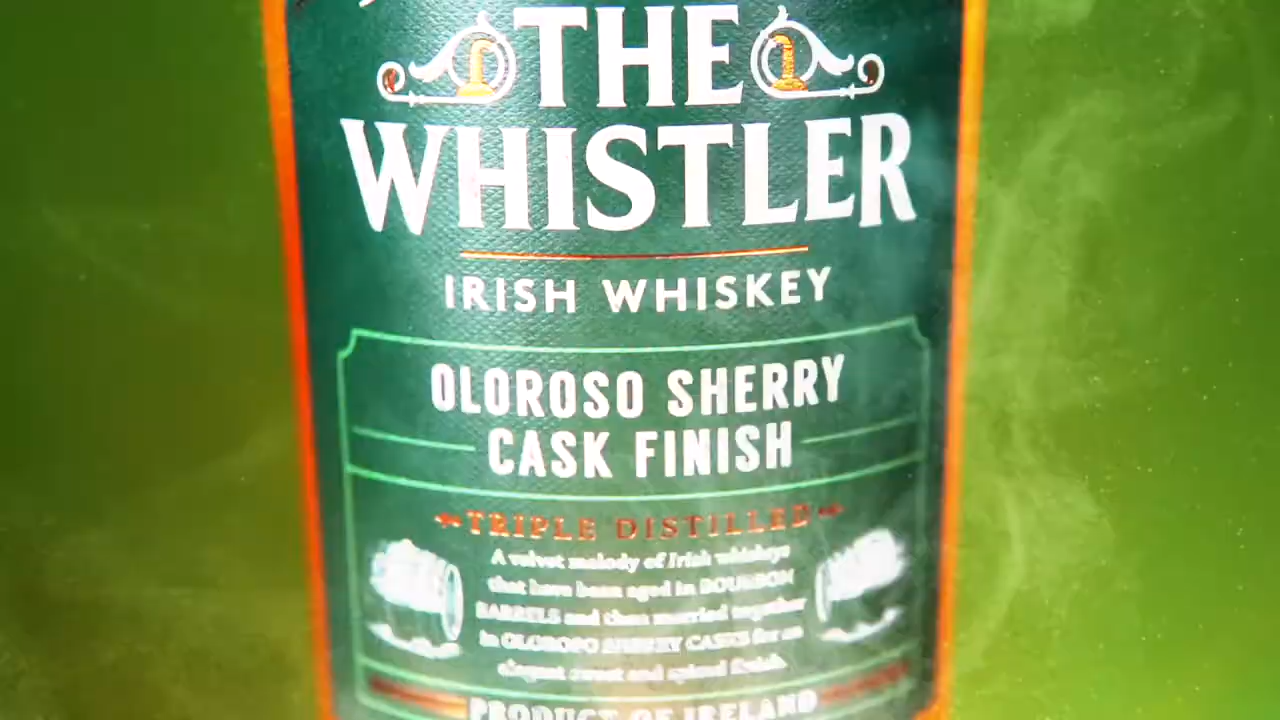 THE
WHISTLER
IRISH WHISKEY
OLOROSO SHERRY
CASK FINISH
TRIPLE DISTILLED
A velvet melody of Irish whiskeys
that have been aged in BOURBON
BARRELS and then married together
in OLOROSO SHERRY CASKS for an
elegant sweet and spiced finish.
PRODUCT OF IRELAND